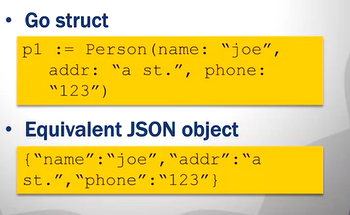 • Go struct
p1 := Person(name: “joe”,
addr: “a st.”, phone:
“123”)
• Equivalent JSON object
{“name”:“joe”,“addr”:“a
st.”,“phone”:“123”}